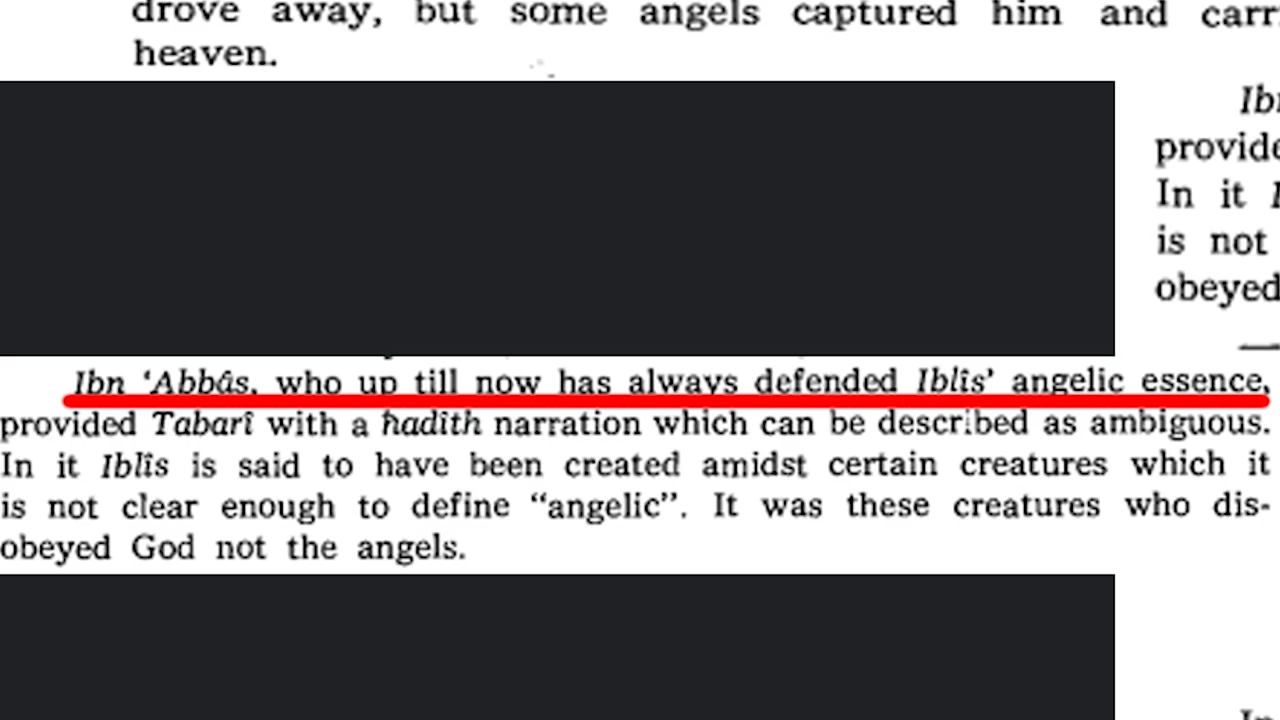 drove away, but some angels captured him and
heaven.
Ibn ‘Abbâs, who up till now has always defended Iblîs’ angelic essence,
provided Tabarî with a ħadîth narration which can be described as ambiguous.
In it Iblîs is said to have been created amidst certain creatures which it
is not clear enough to define “angelic”. It was these creatures who dis-
obeyed God not the angels.
provide
In it
is not
obeyed